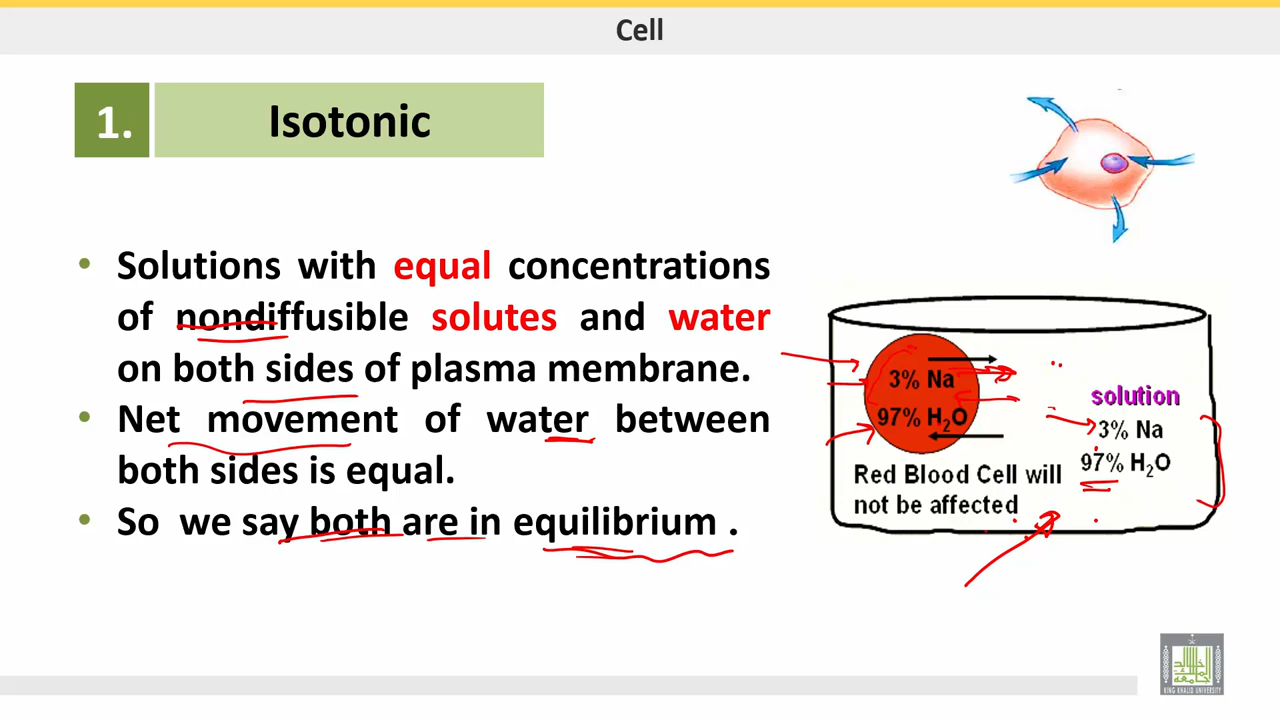 Cell
1.
Isotonic
• Solutions with equal concentrations
of nondiffusible solutes and water
on both sides of plasma membrane.
• Net movement of water between
both sides is equal.
• So we say both are in equilibrium .
3% Na
97% H₂O
Red Blood Cell will
not be affected
solution
3% Na
97% H₂O
KING KHALID UNIVERSITY